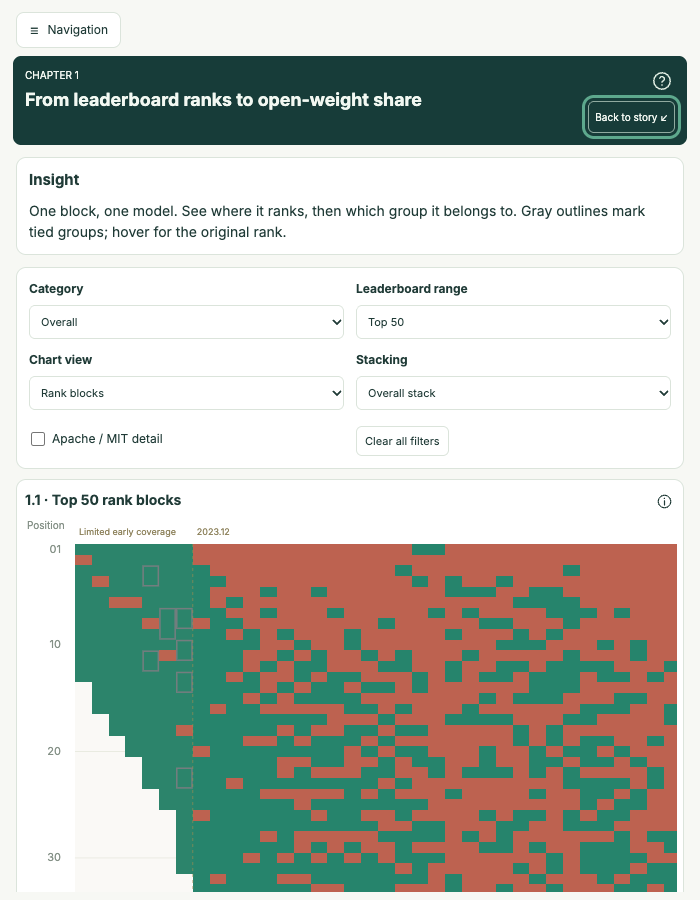 ≡ Navigation
CHAPTER 1
From leaderboard ranks to open-weight share
Back to story ↙
Insight
One block, one model. See where it ranks, then which group it belongs to. Gray outlines mark
tied groups; hover for the original rank.
Category
Leaderboard range
Overall
Top 50
Chart view
Stacking
Rank blocks
Overall stack
Apache / MIT detail
Clear all filters
1.1 · Top 50 rank blocks
Position
Limited early coverage
2023.12
01
10
20
30